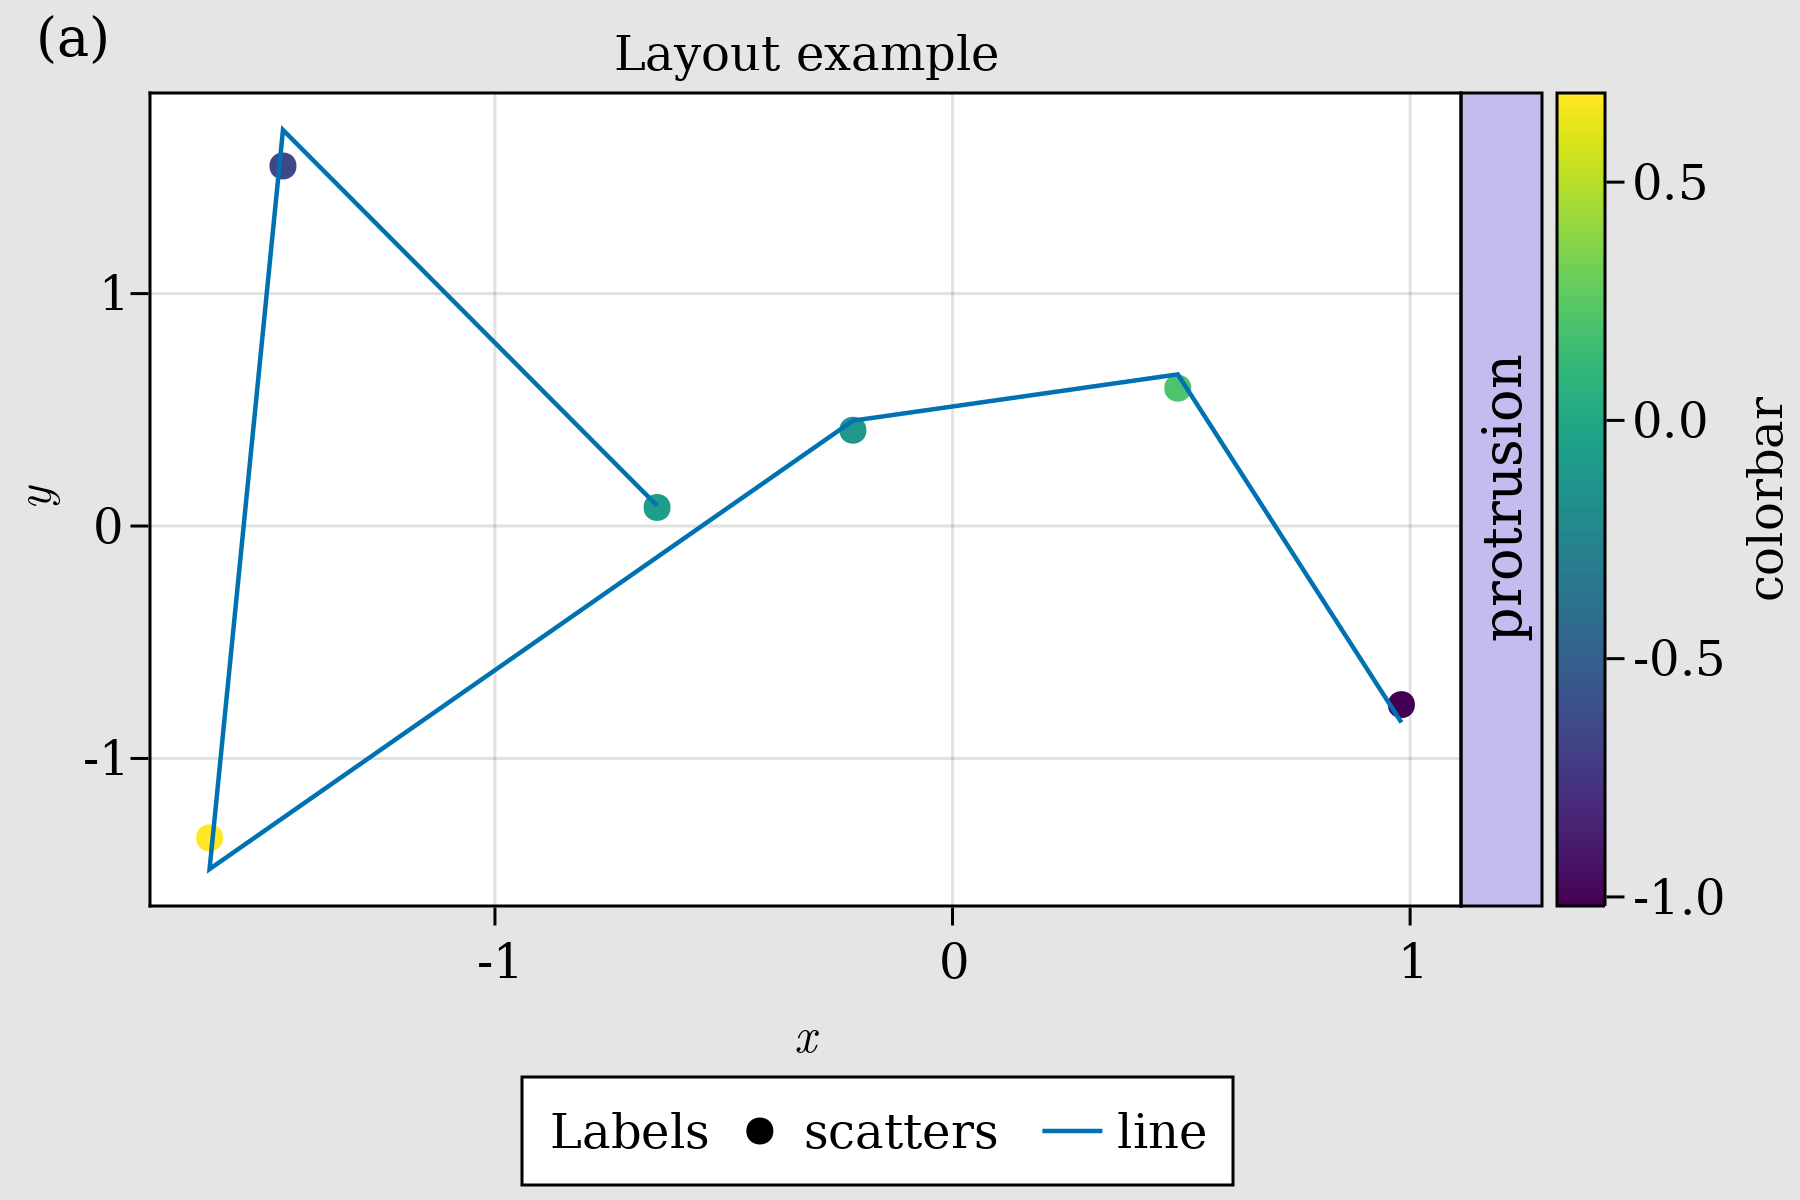 (a)
Layout example
y
1
0
-1
-1
0
1
x
protrusion
0.5
0.0
-0.5
-1.0
colorbar
Labels scatters line